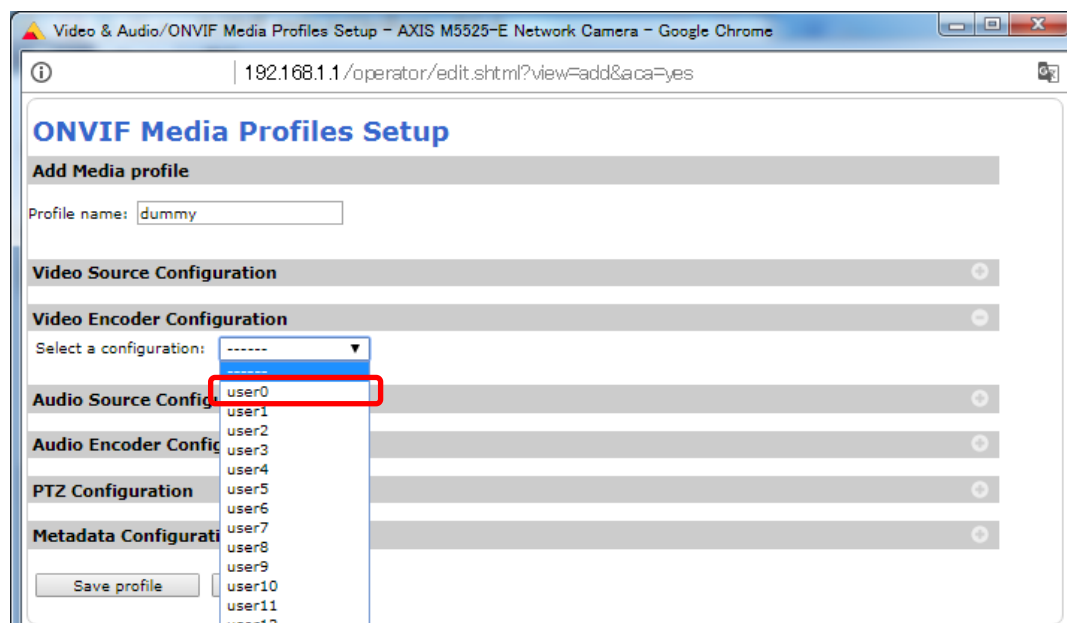 Video & Audio/ONVIF Media Profiles Setup - AXIS M5525-E Network Camera - Google Chrome
192.168.1.1/operator/edit.shtml?view=add&aca=yes
ONVIF Media Profiles Setup
Add Media profile
Profile name: dummy
Video Source Configuration
Video Encoder Configuration
Select a configuration: ------
------
user0
Audio Source
user1
user2
Audio Encoder
user3
user4
PTZ Configuration
user5
user6
Metadata
user7
user8
user9
Save profile
user10
user11